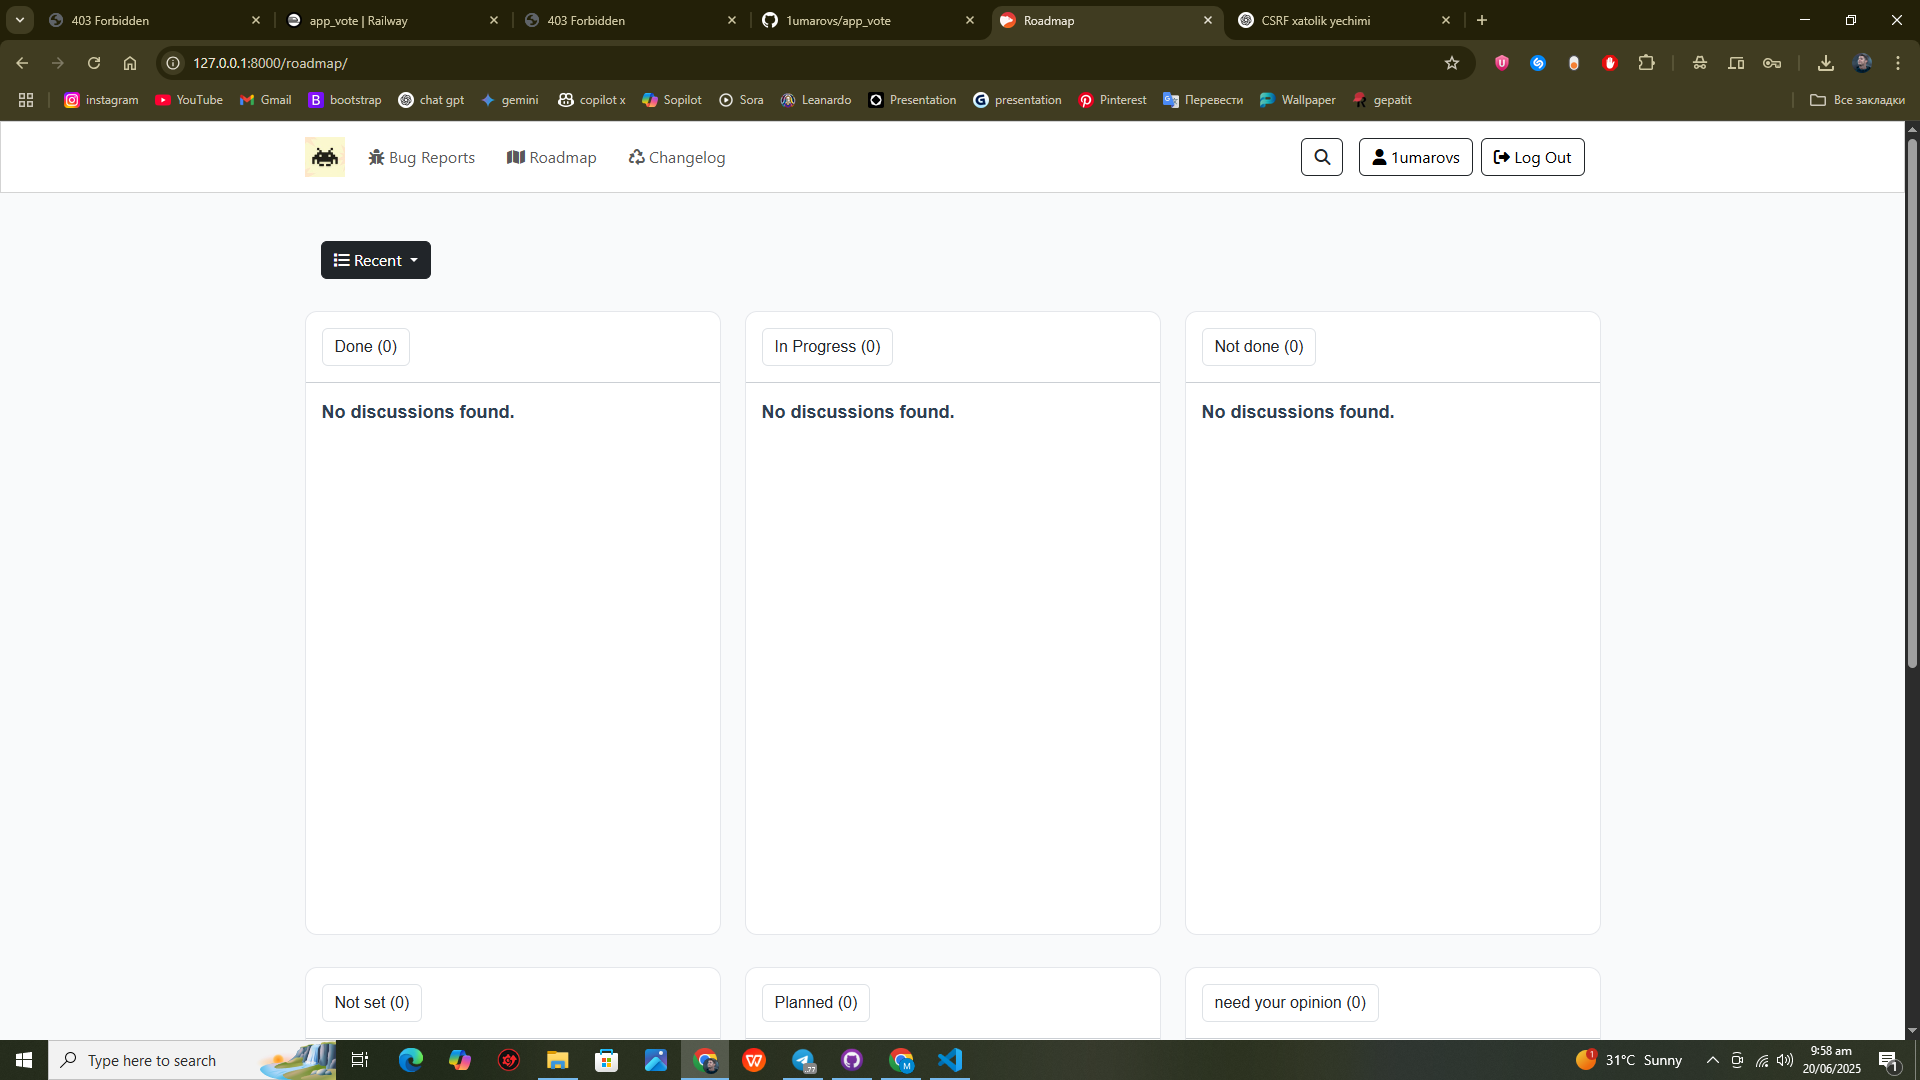 403 Forbidden
app_vote | Railway
403 Forbidden
1umarovs/app_vote
Roadmap
CSRF xatolik yechimi
127.0.0.1:8000/roadmap/
instagram
YouTube
Gmail
bootstrap
chat gpt
gemini
copilot x
Sopilot
Sora
Leanardo
Presentation
presentation
Pinterest
Перевести
Wallpaper
gepatit
Все закладки
Bug Reports
Roadmap
Changelog
1umarovs
Log Out
Recent
Done (0)
In Progress (0)
Not done (0)
No discussions found.
No discussions found.
No discussions found.
Not set (0)
Planned (0)
need your opinion (0)
Type here to search
31°C Sunny
9:58 am
20/06/2025